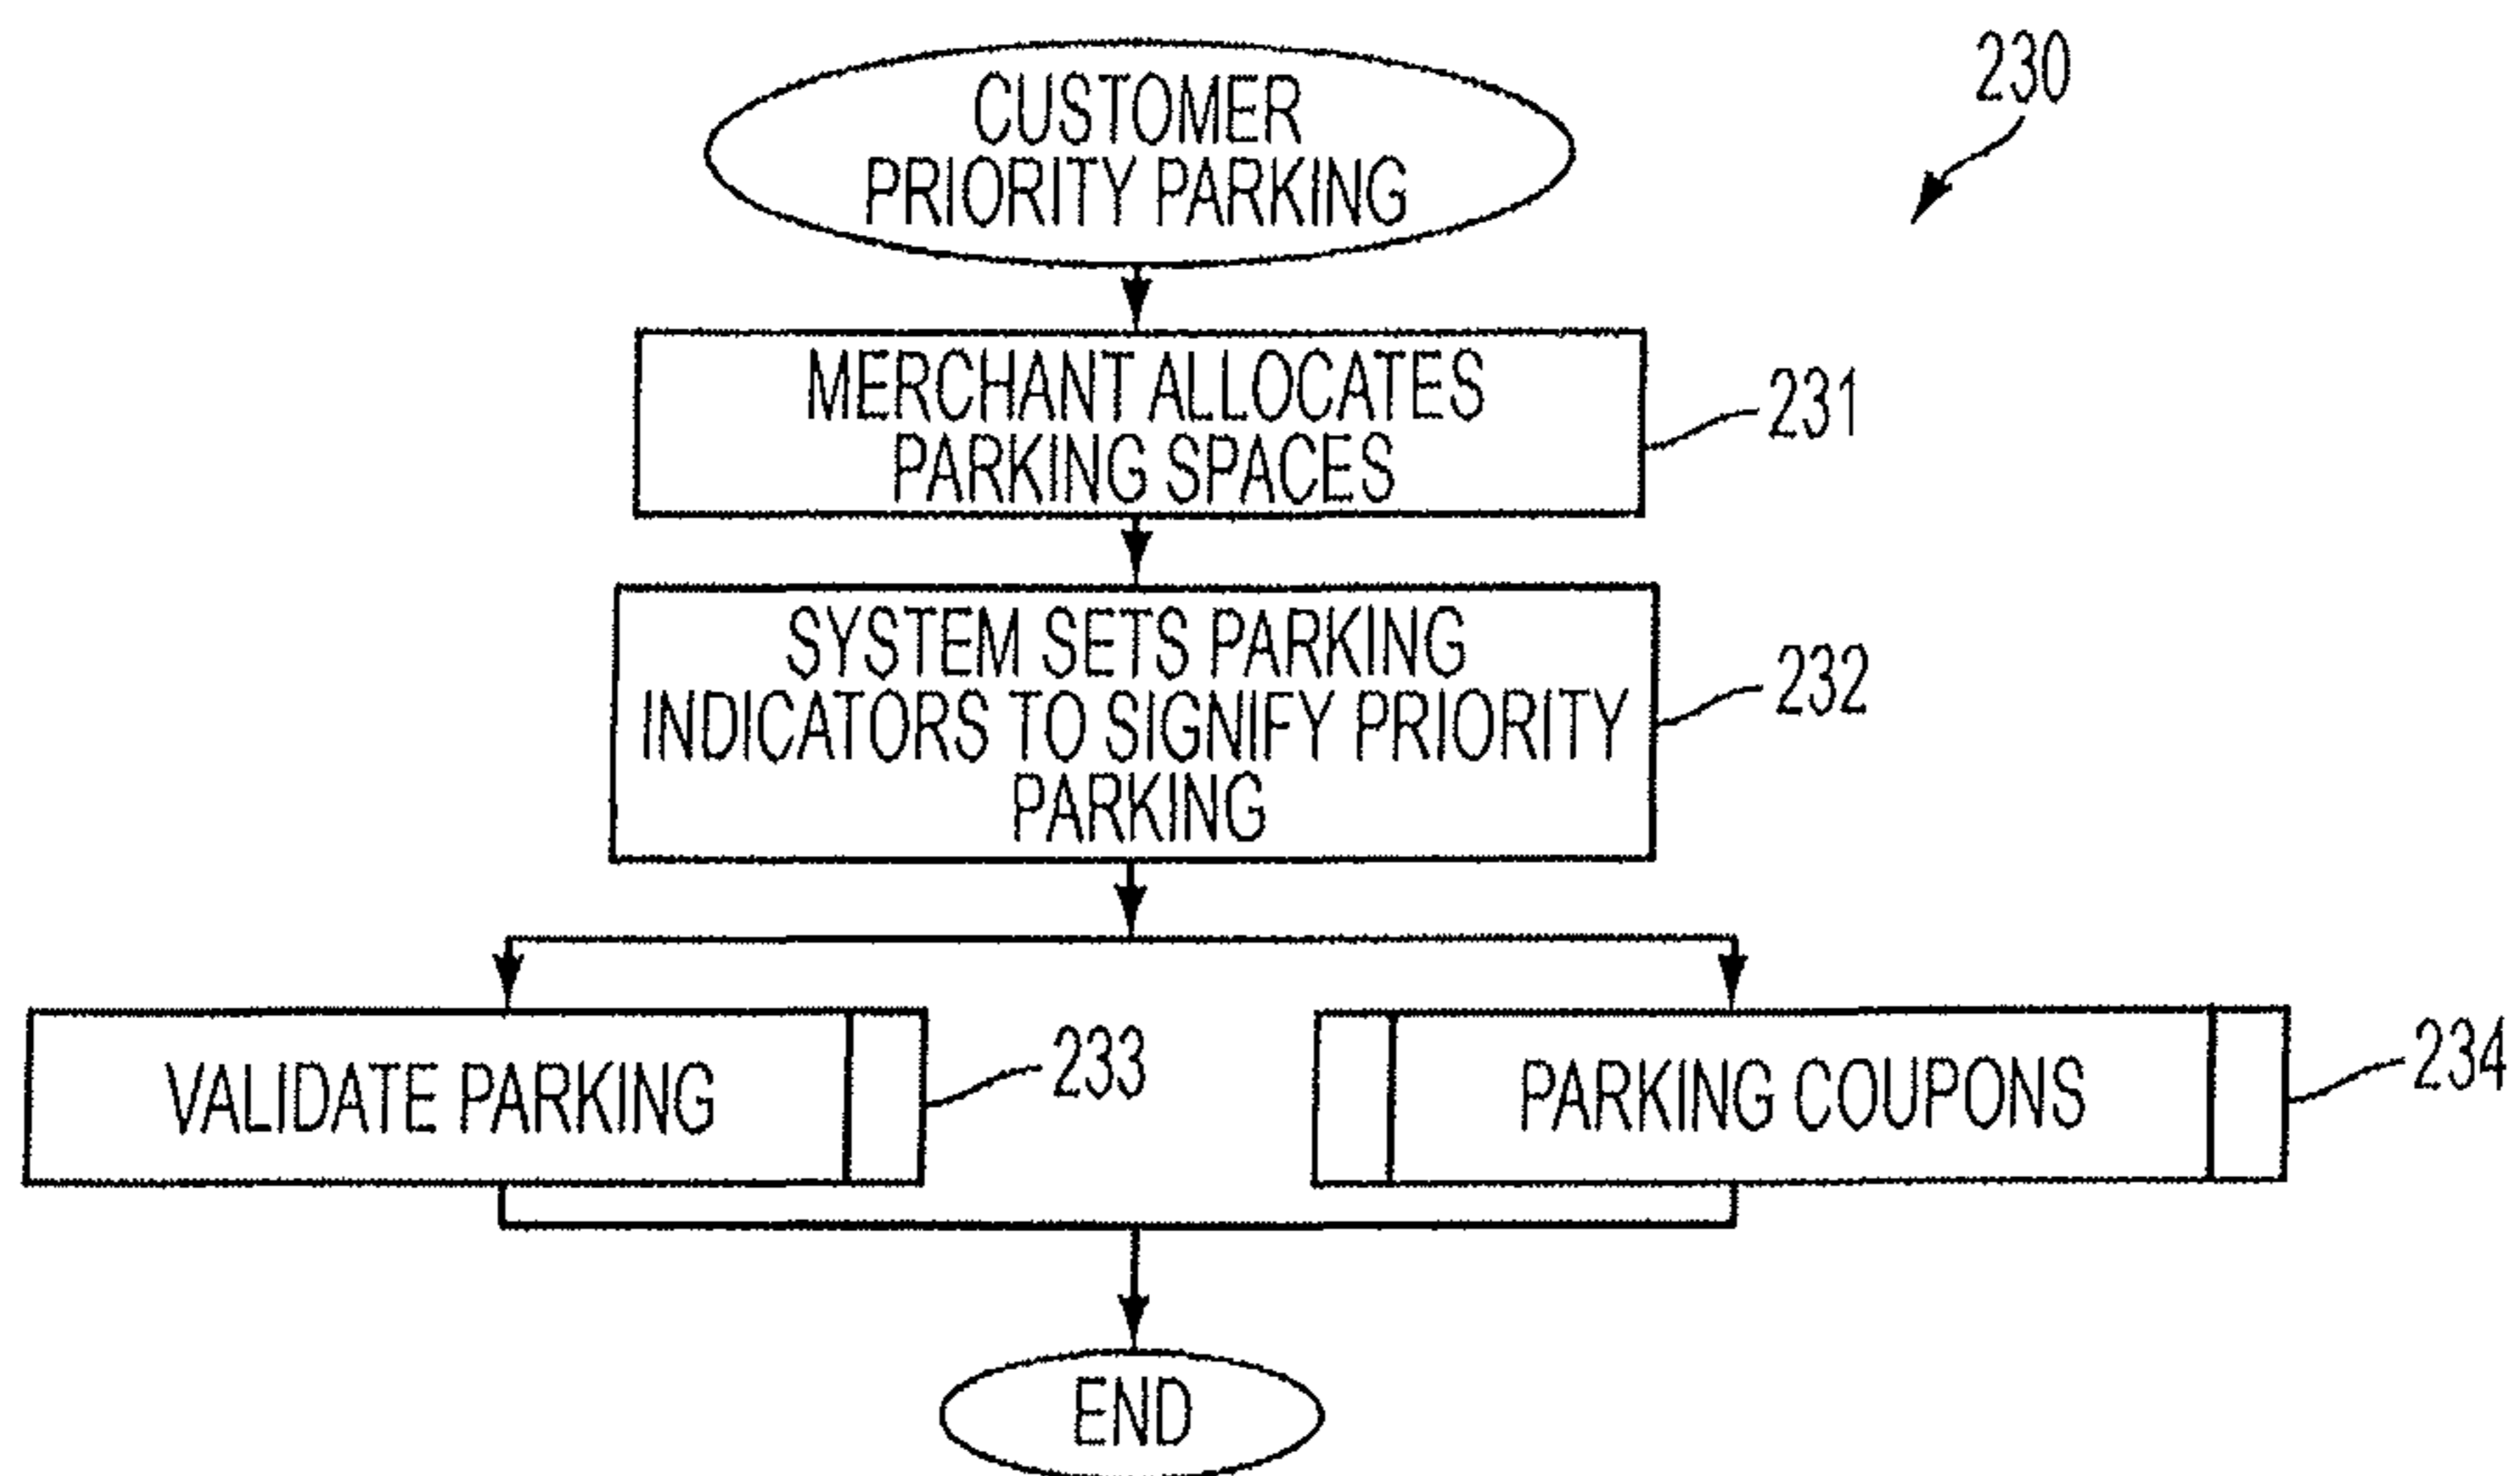 230
CUSTOMER
PRIORITY PARKING
MERCHANT ALLOCATES
PARKING SPACES
231
SYSTEM SETS PARKING
INDICATORS TO SIGNIFY PRIORITY
PARKING
232
VALIDATE PARKING
233
PARKING COUPONS
234
END